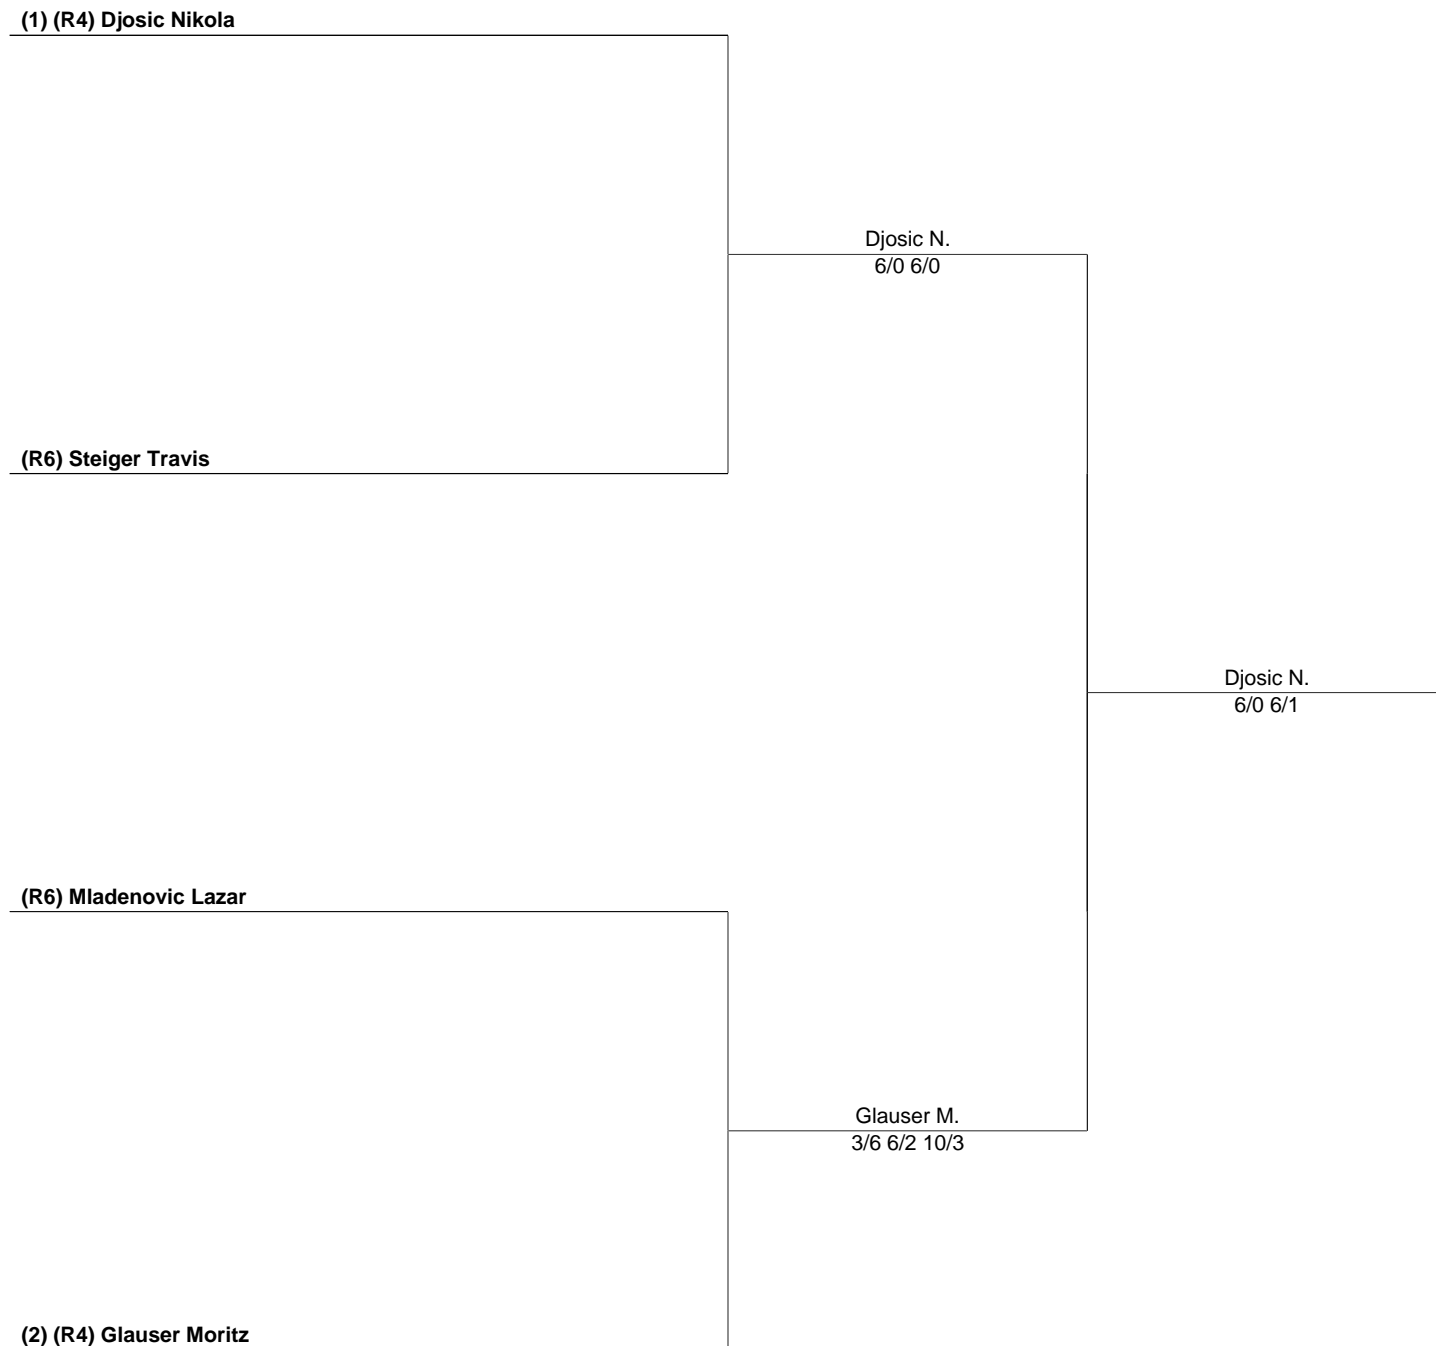 (1) (R4) Djosic Nikola
Djosic N.
6/0 6/0
(R6) Steiger Travis
Djosic N.
6/0 6/1
(R6) Mladenovic Lazar
Glauser M.
3/6 6/2 10/3
(2) (R4) Glauser Moritz